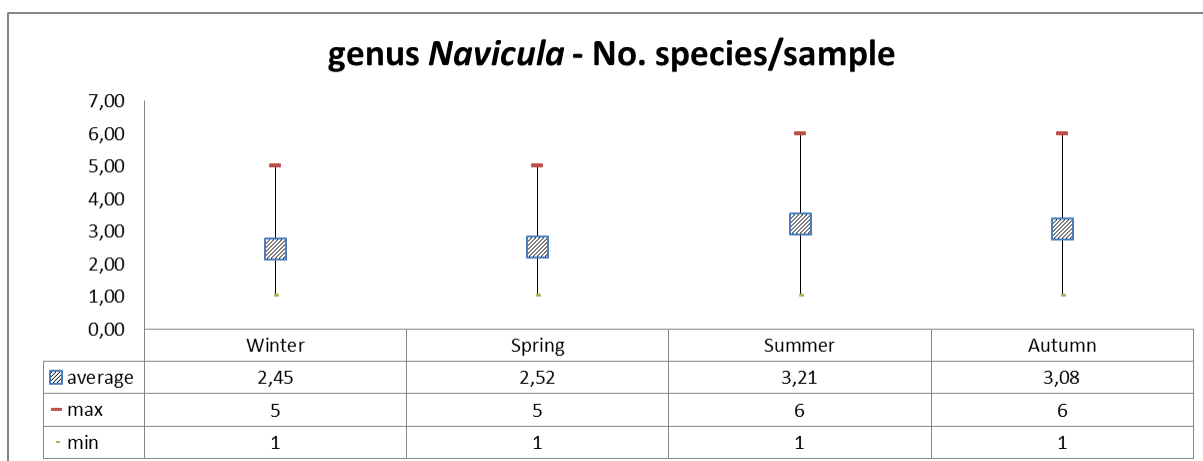 genus Navicula - No. species/sample
7,00
6,00
5,00
4,00
3,00
2,00
1,00
0,00
Winter Spring Summer Autumn
average 2,45 2,52 3,21 3,08
max 5 5 6 6
min 1 1 1 1